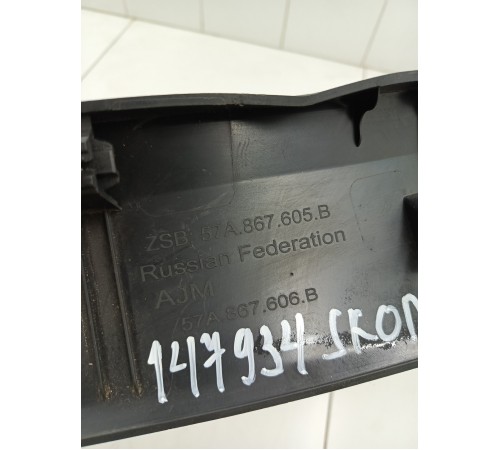 ZSB. 57A.867.605.B
Russian Federation
AJM
/57A.867.606.B
147934 SKOD